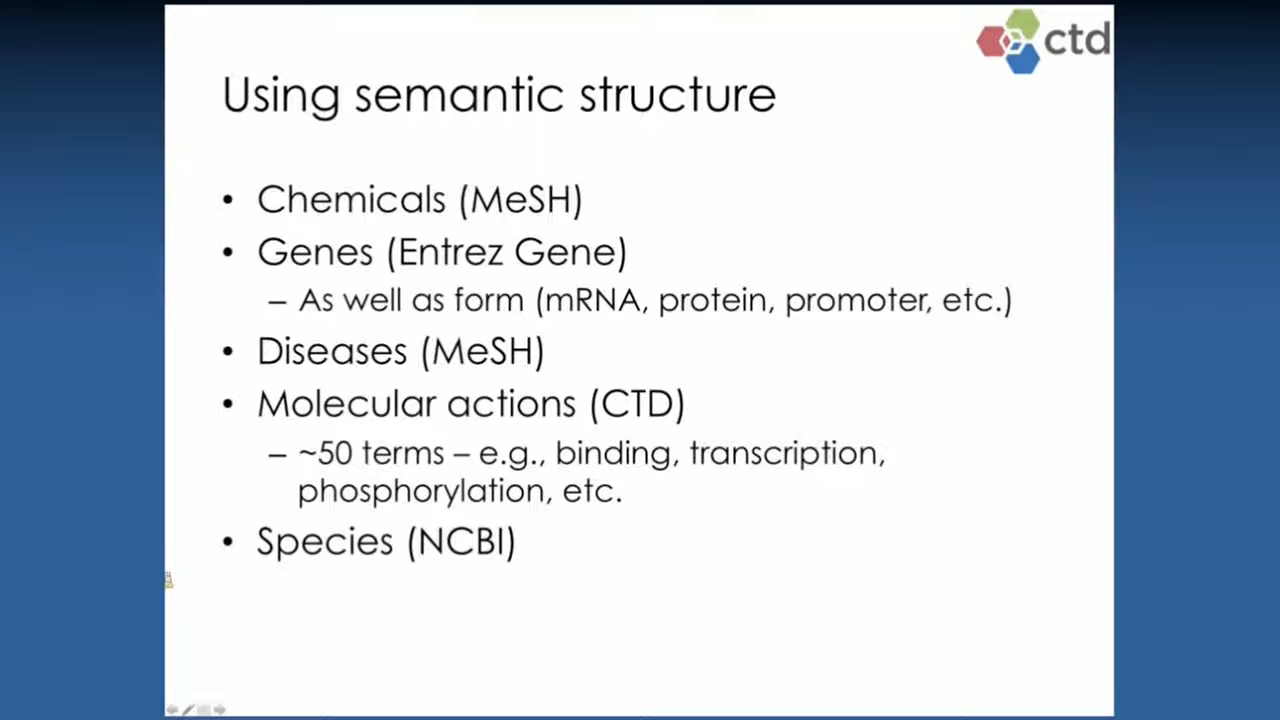 ctd
Using semantic structure
• Chemicals (MeSH)
• Genes (Entrez Gene)
– As well as form (mRNA, protein, promoter, etc.)
• Diseases (MeSH)
• Molecular actions (CTD)
– ~50 terms – e.g., binding, transcription,
phosphorylation, etc.
• Species (NCBI)